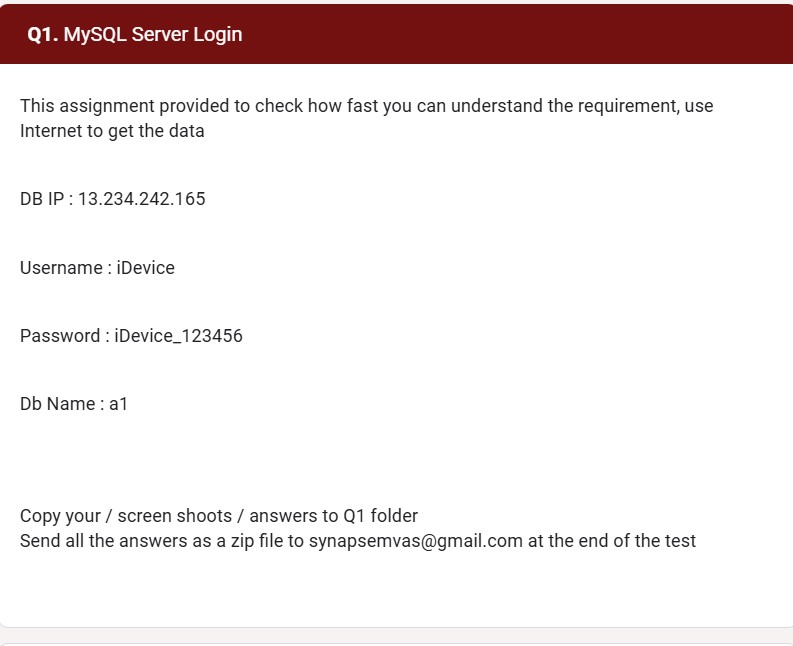 Q1. MySQL Server Login
This assignment provided to check how fast you can understand the requirement, use
Internet to get the data
DB IP : 13.234.242.165
Username : iDevice
Password : iDevice_123456
Db Name : a1
Copy your / screen shoots / answers to Q1 folder
Send all the answers as a zip file to synapsemvas@gmail.com at the end of the test